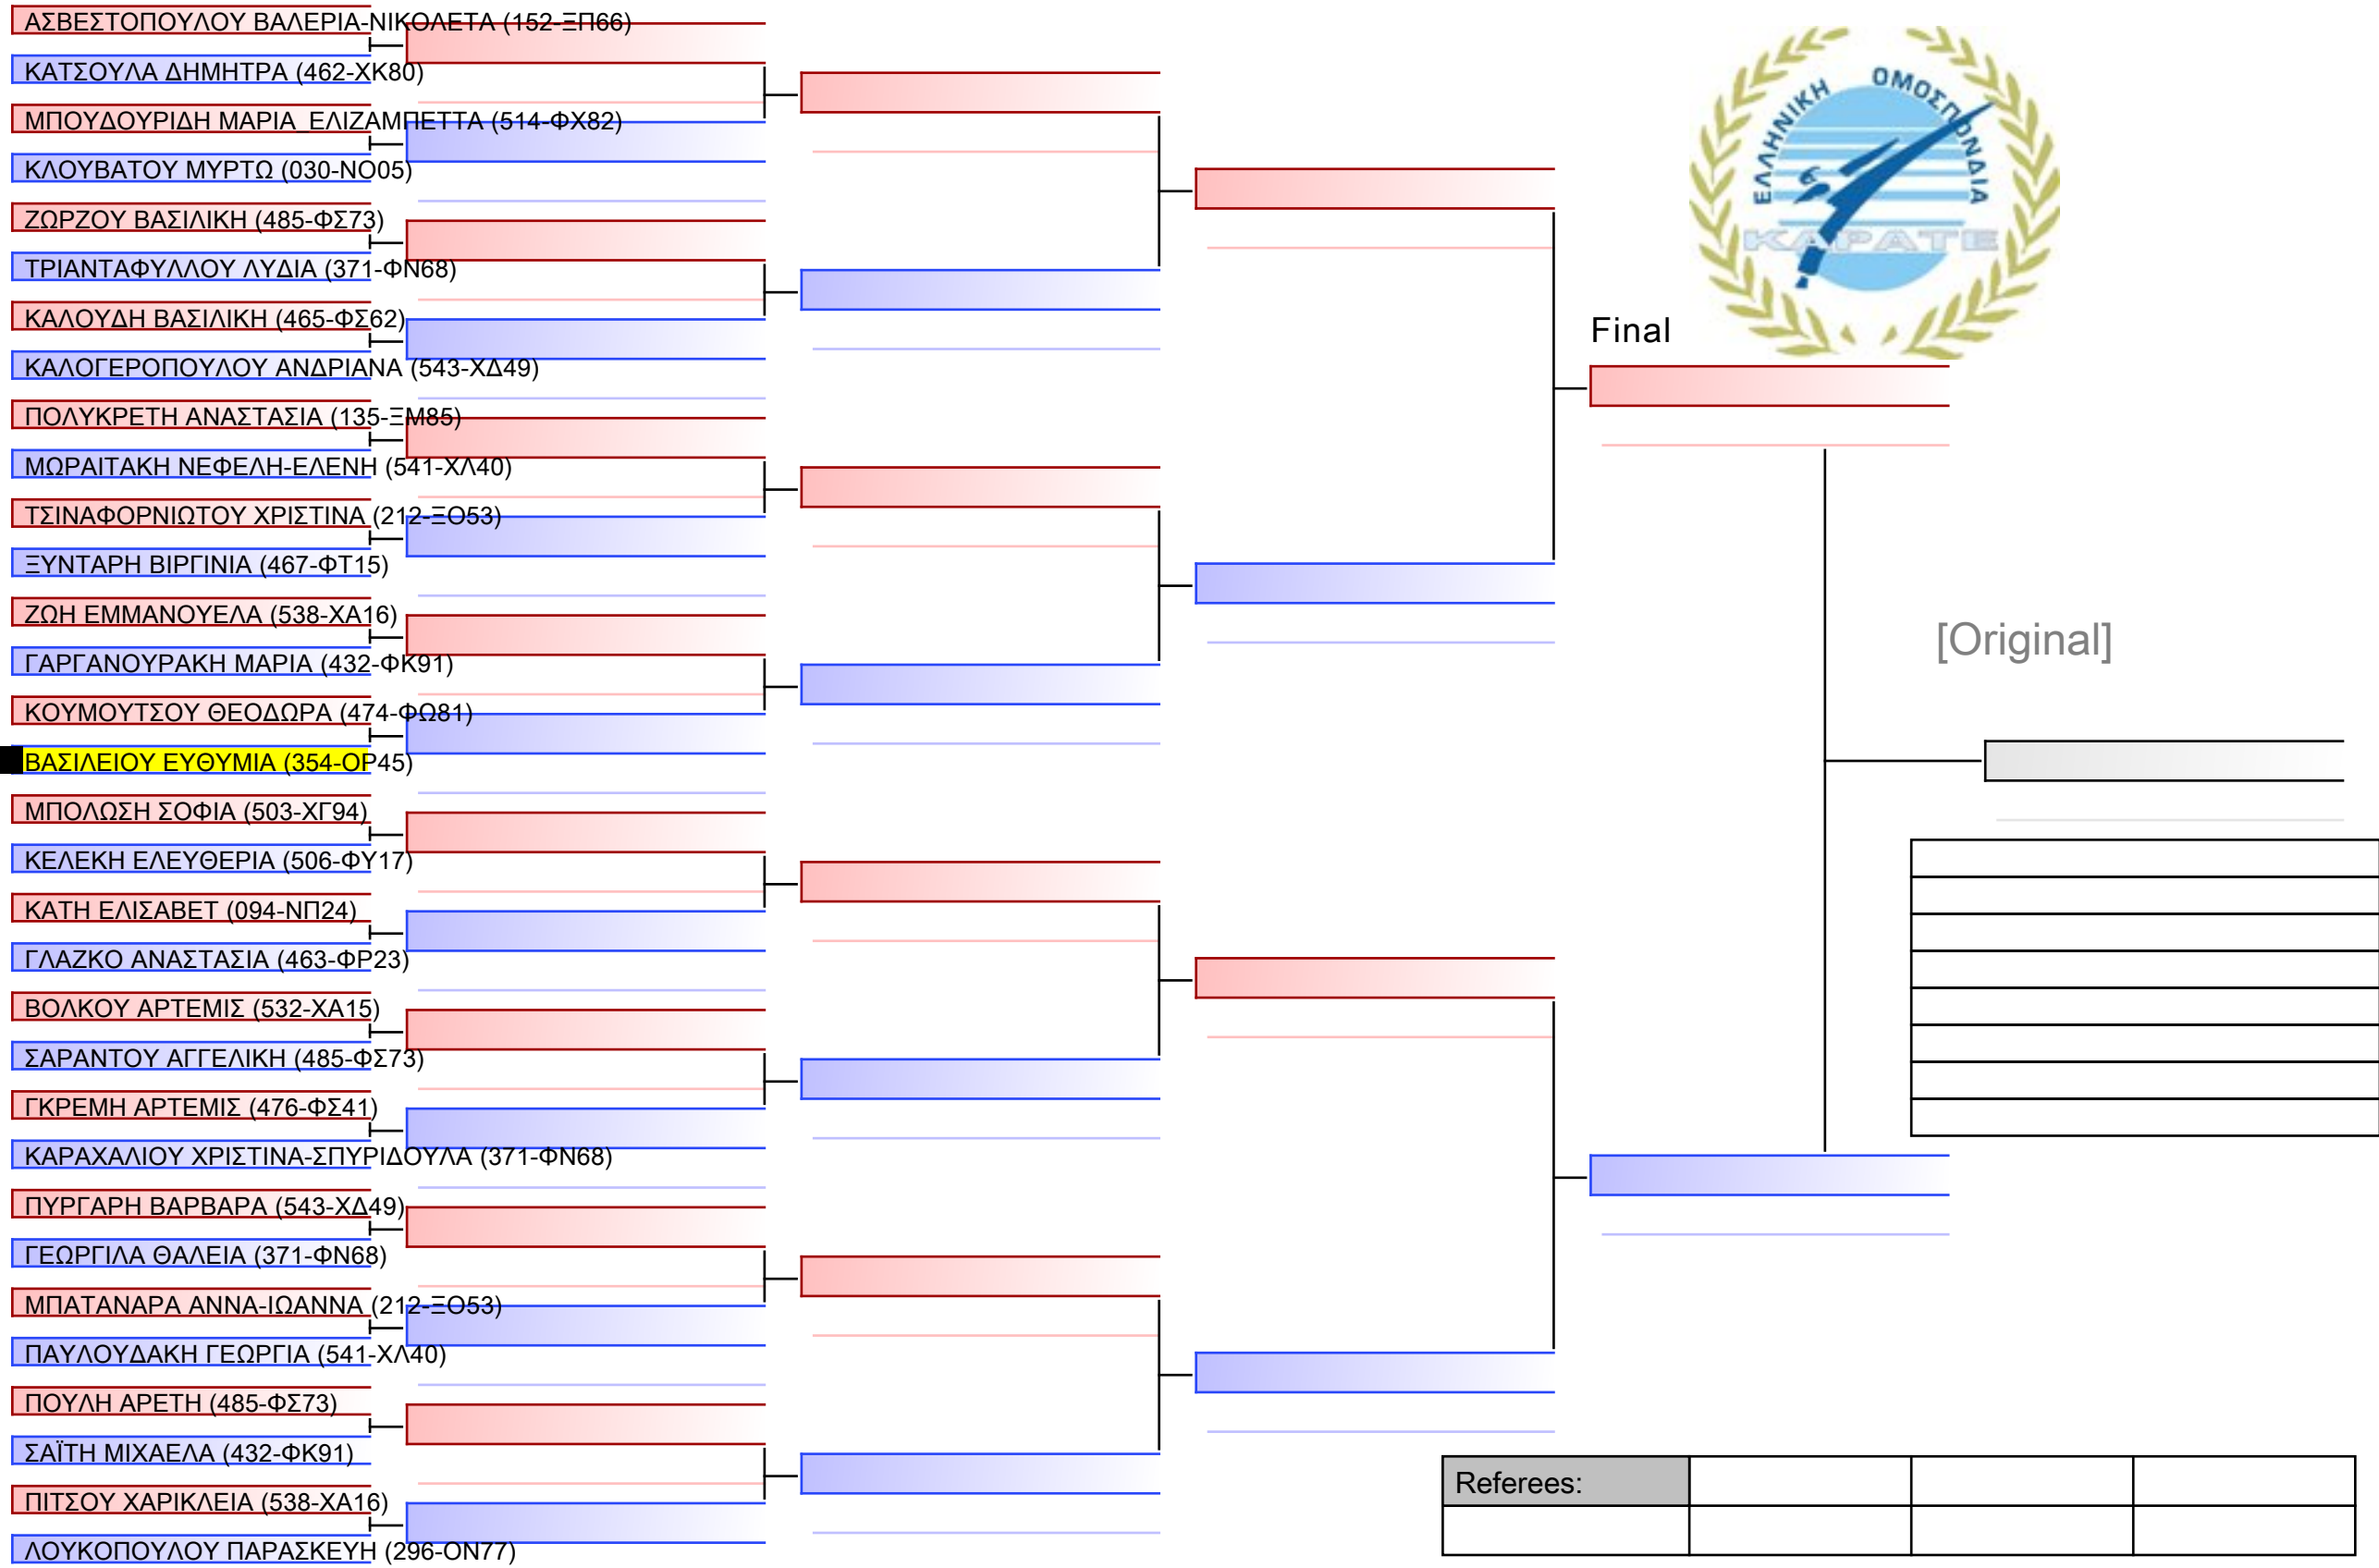 ΑΣΒΕΣΤΟΠΟΥΛΟΥ ΒΑΛΕΡΙΑ-ΝΙΚΟΛΕΤΑ (152-ΞΠ66)
ΚΑΤΣΟΥΛΑ ΔΗΜΗΤΡΑ (462-ΧΚ80)
ΜΠΟΥΔΟΥΡΙΔΗ ΜΑΡΙΑ ΕΛΙΖΑΜΠΕΤΤΑ (514-ΦΧ82)
ΚΛΟΥΒΑΤΟΥ ΜΥΡΤΩ (030-ΝΟ05)
ΖΩΡΖΟΥ ΒΑΣΙΛΙΚΗ (485-ΦΣ73)
ΤΡΙΑΝΤΑΦΥΛΛΟΥ ΛΥΔΙΑ (371-ΦΝ68)
ΚΑΛΟΥΔΗ ΒΑΣΙΛΙΚΗ (465-ΦΣ62)
ΚΑΛΟΓΕΡΟΠΟΥΛΟΥ ΑΝΔΡΙΑΝΑ (543-ΧΔ49)
ΠΟΛΥΚΡΕΤΗ ΑΝΑΣΤΑΣΙΑ (135-ΞΜ85)
ΜΩΡΑΙΤΑΚΗ ΝΕΦΕΛΗ-ΕΛΕΝΗ (541-ΧΛ40)
ΤΣΙΝΑΦΟΡΝΙΩΤΟΥ ΧΡΙΣΤΙΝΑ (212-ΞΟ53)
ΞΥΝΤΑΡΗ ΒΙΡΓΙΝΙΑ (467-ΦΤ15)
ΖΩΗ ΕΜΜΑΝΟΥΕΛΑ (538-ΧΑ16)
ΓΑΡΓΑΝΟΥΡΑΚΗ ΜΑΡΙΑ (432-ΦΚ91)
ΚΟΥΜΟΥΤΣΟΥ ΘΕΟΔΩΡΑ (474-ΦΩ81)
ΒΑΣΙΛΕΙΟΥ ΕΥΘΥΜΙΑ (354-ΟΡ45)
ΜΠΟΛΩΣΗ ΣΟΦΙΑ (503-ΧΓ94)
ΚΕΛΕΚΗ ΕΛΕΥΘΕΡΙΑ (506-ΦΥ17)
ΚΑΤΗ ΕΛΙΣΑΒΕΤ (094-ΝΠ24)
ΓΛΑΖΚΟ ΑΝΑΣΤΑΣΙΑ (463-ΦΡ23)
ΒΟΛΚΟΥ ΑΡΤΕΜΙΣ (532-ΧΑ15)
ΣΑΡΑΝΤΟΥ ΑΓΓΕΛΙΚΗ (485-ΦΣ73)
ΓΚΡΕΜΗ ΑΡΤΕΜΙΣ (476-ΦΣ41)
ΚΑΡΑΧΑΛΙΟΥ ΧΡΙΣΤΙΝΑ-ΣΠΥΡΙΔΟΥΛΑ (371-ΦΝ68)
ΠΥΡΓΑΡΗ ΒΑΡΒΑΡΑ (543-ΧΔ49)
ΓΕΩΡΓΙΛΑ ΘΑΛΕΙΑ (371-ΦΝ68)
ΜΠΑΤΑΝΑΡΑ ΑΝΝΑ-ΙΩΑΝΝΑ (212-ΞΟ53)
ΠΑΥΛΟΥΔΑΚΗ ΓΕΩΡΓΙΑ (541-ΧΛ40)
ΠΟΥΛΗ ΑΡΕΤΗ (485-ΦΣ73)
ΣΑΪΤΗ ΜΙΧΑΕΛΑ (432-ΦΚ91)
ΠΙΤΣΟΥ ΧΑΡΙΚΛΕΙΑ (538-ΧΑ16)
ΛΟΥΚΟΠΟΥΛΟΥ ΠΑΡΑΣΚΕΥΗ (296-ΟΝ77)
ΕΛΛΗΝΙΚΗ ΟΜΟΣΠΟΝΔΙΑ
ΚΑΡΑΤΕ
Final
[Original]
Referees: